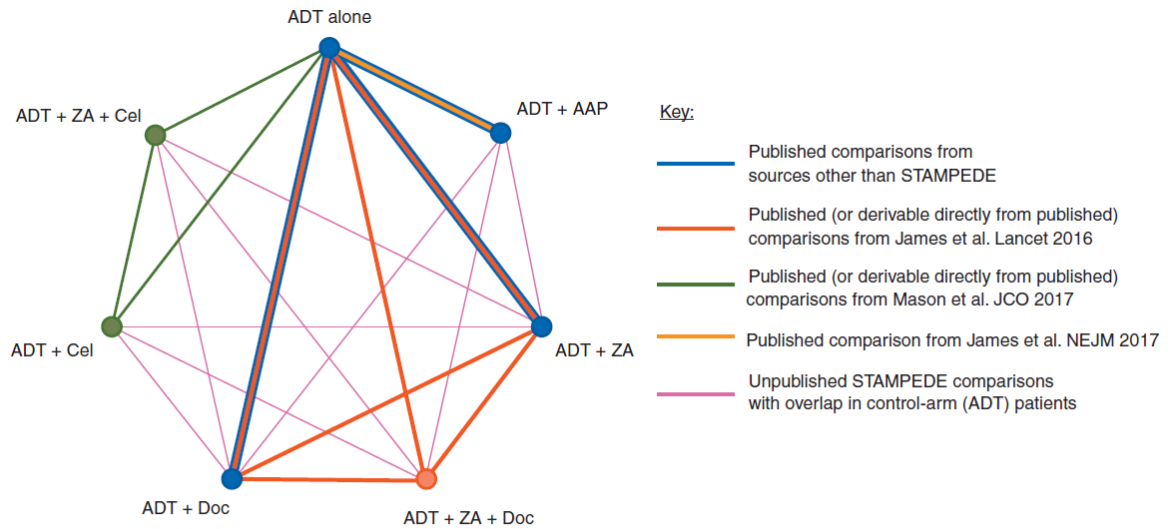 ADT alone
ADT + ZA + Cel
ADT + AAP
ADT + Cel
ADT + ZA
ADT + Doc
ADT + ZA + Doc
Key:
Published comparisons from
sources other than STAMPEDE
Published (or derivable directly from published)
comparisons from James et al. Lancet 2016
Published (or derivable directly from published)
comparisons from Mason et al. JCO 2017
Published comparison from James et al. NEJM 2017
Unpublished STAMPEDE comparisons
with overlap in control-arm (ADT) patients